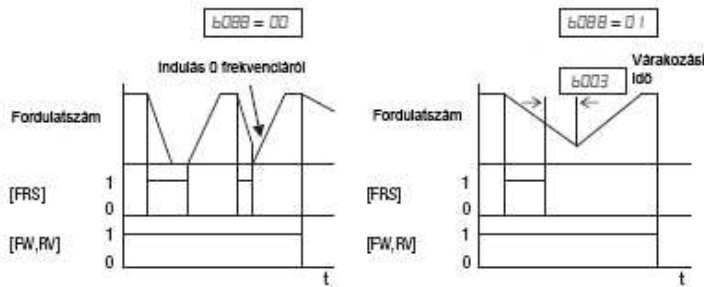 b088 = 00
Indulás 0 frekvenciáról
Fordulatszám
[FRS]
1
0
[FW,RV]
1
0
t
b088 = 01
Várakozási
idő
b003
Fordulatszám
[FRS]
1
0
[FW,RV]
1
0
t